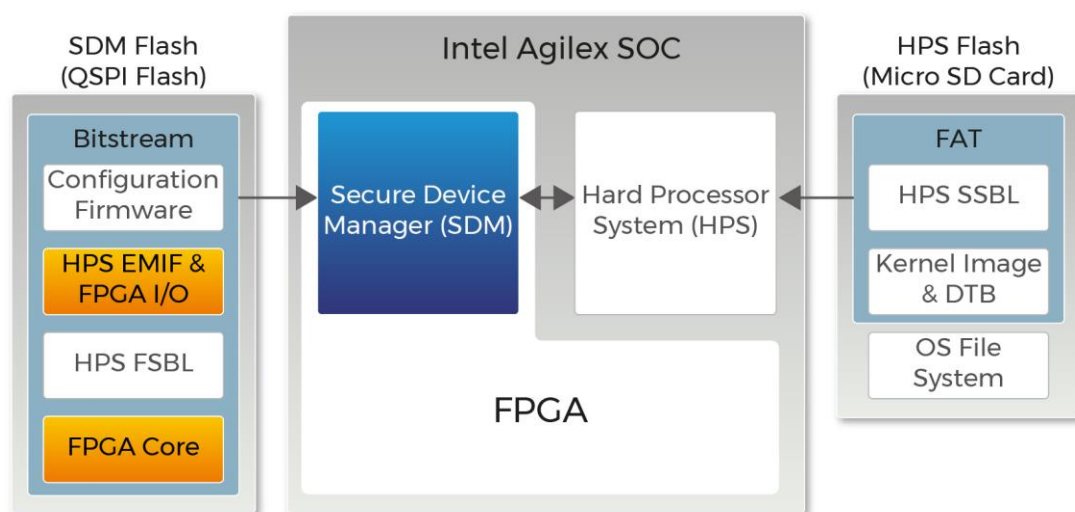 SDM Flash
(QSPI Flash)
Bitstream
Configuration
Firmware
HPS EMIF &
FPGA I/O
HPS FSBL
FPGA Core
Intel Agilex SOC
Secure Device
Manager (SDM)
Hard Processor
System (HPS)
FPGA
HPS Flash
(Micro SD Card)
FAT
HPS SSBL
Kernel Image
& DTB
OS File
System